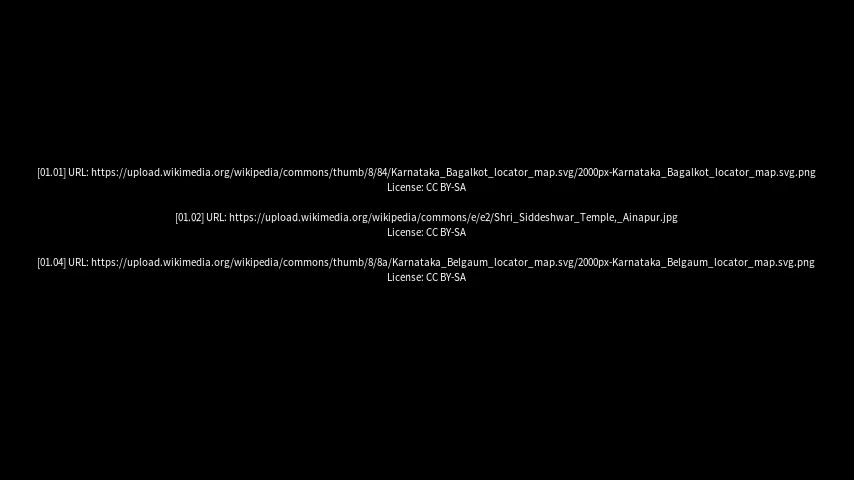 [01.01] URL: https://upload.wikimedia.org/wikipedia/commons/thumb/8/84/Karnataka_Bagalkot_locator_map.svg/2000px-Karnataka_Bagalkot_locator_map.svg.png
License: CC BY-SA
[01.02] URL: https://upload.wikimedia.org/wikipedia/commons/e/e2/Shri_Siddeshwar_Temple,_Ainapur.jpg
License: CC BY-SA
[01.04] URL: https://upload.wikimedia.org/wikipedia/commons/thumb/8/8a/Karnataka_Belgaum_locator_map.svg/2000px-Karnataka_Belgaum_locator_map.svg.png
License: CC BY-SA